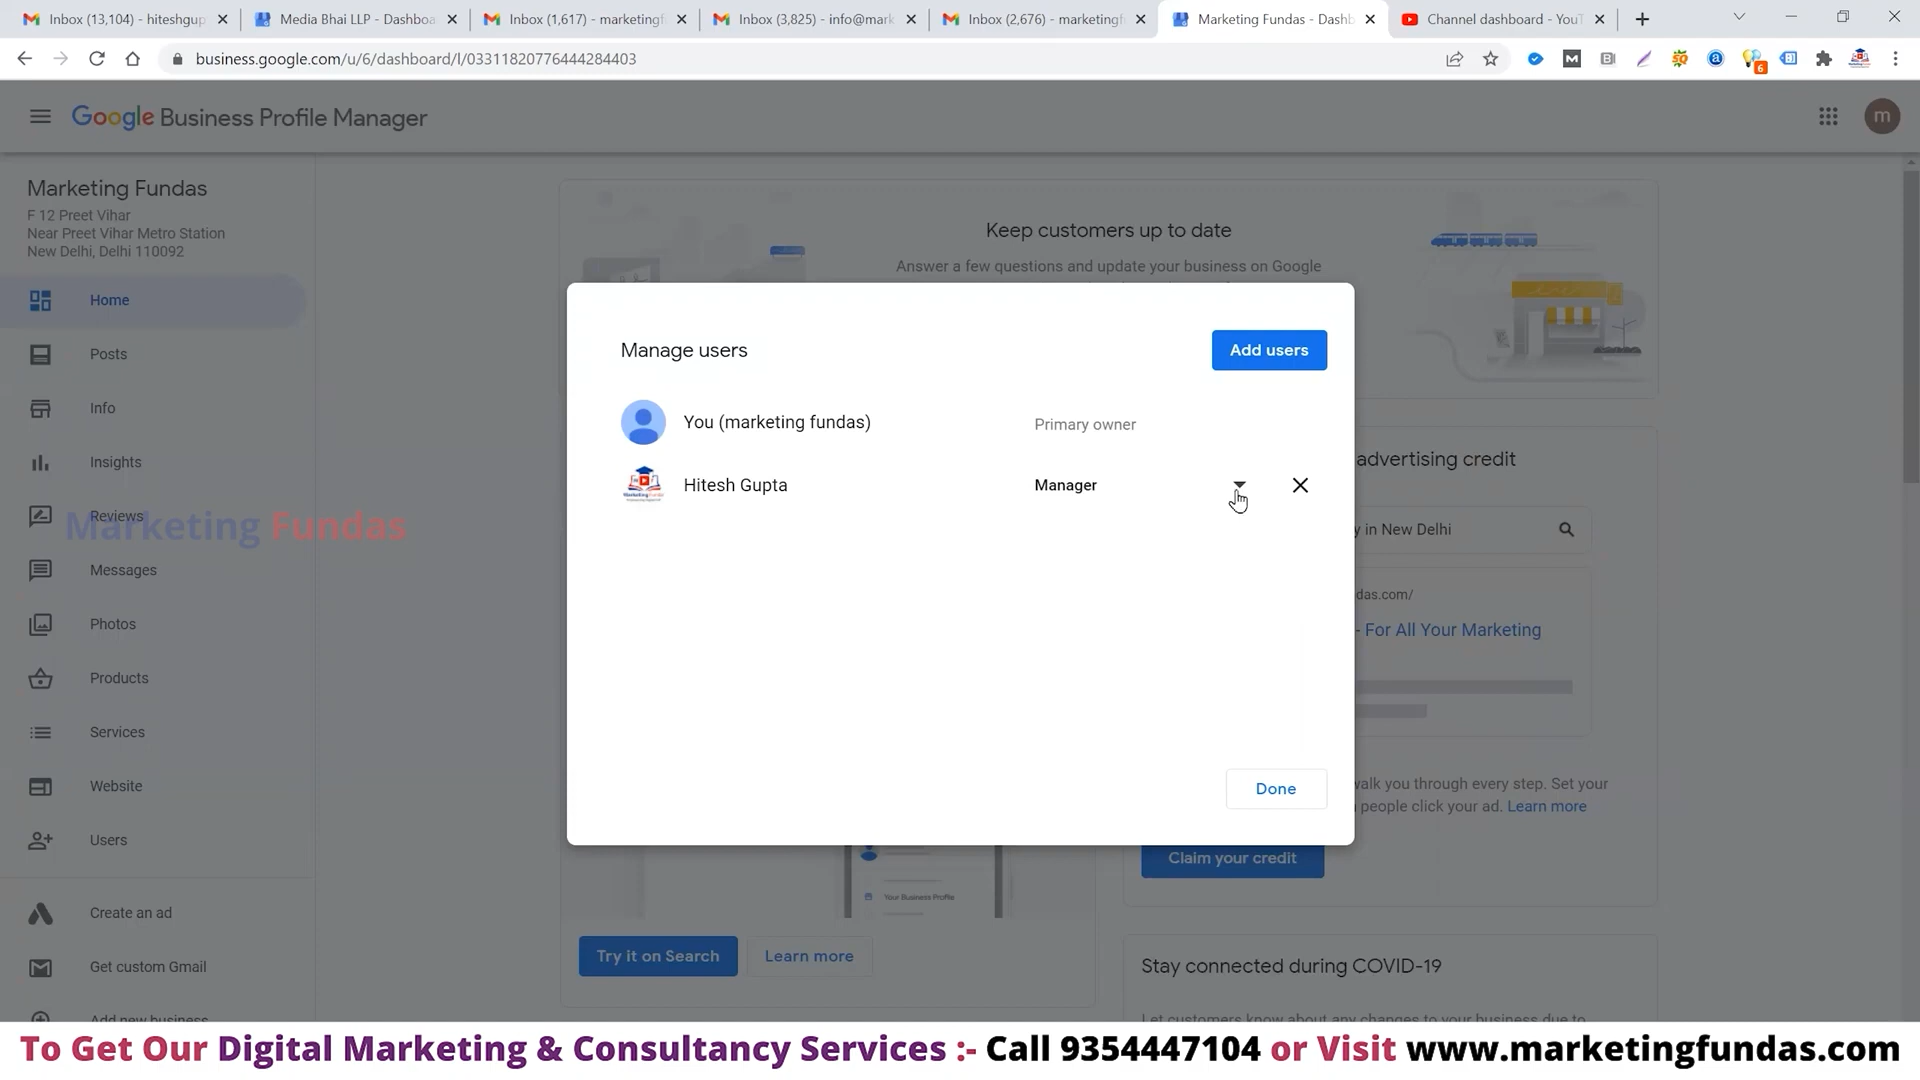 Inbox (13,104) - hiteshgup
Media Bhai LLP - Dashboa
Inbox (1,617) - marketingf
Inbox (3,825) - info@mark
Inbox (2,676) - marketingf
Marketing Fundas - Dashb
Channel dashboard - YouT
business.google.com/u/6/dashboard/l/03311820776444284403
6
Google Business Profile Manager
m
Marketing Fundas
F 12 Preet Vihar
Near Preet Vihar Metro Station
New Delhi, Delhi 110092
Home
Posts
Info
Insights
Reviews
Marketing Fundas
Messages
Photos
Products
Services
Website
Users
Create an ad
Get custom Gmail
Add new business
Keep customers up to date
Answer a few questions and update your business on Google
Manage users
Add users
You (marketing fundas)
Primary owner
Hitesh Gupta
Manager
Done
advertising credit
y in New Delhi
das.com/
- For All Your Marketing
walk you through every step. Set your
people click your ad. Learn more
Claim your credit
Your Business Profile
Try it on Search
Learn more
Stay connected during COVID-19
Let customers know about any changes to your business due to
To Get Our Digital Marketing & Consultancy Services :- Call 9354447104 or Visit www.marketingfundas.com